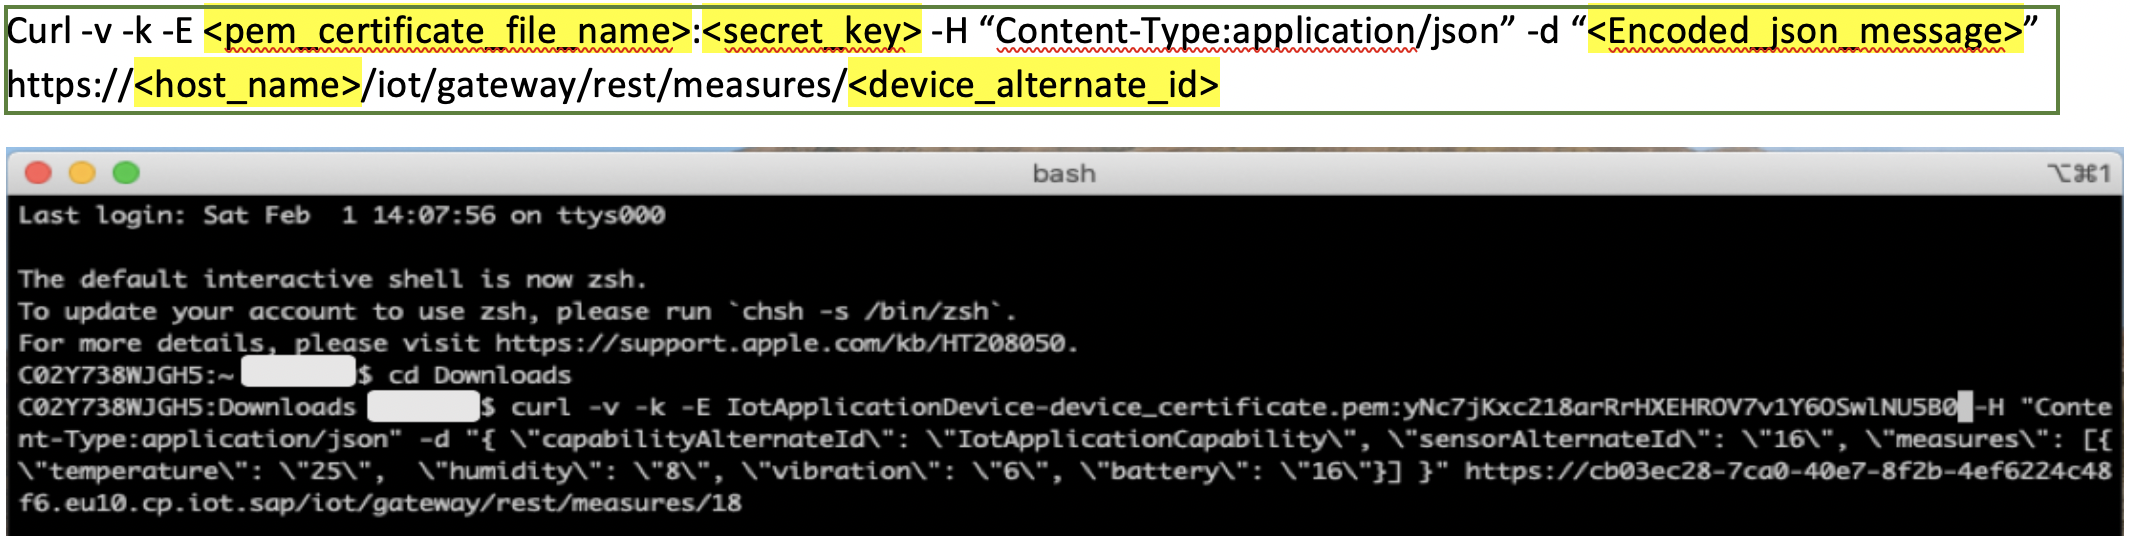 Curl -v -k -E <pem_certificate_file_name>:<secret_key> -H “Content-Type:application/json” -d “<Encoded_json_message>”
https://<host_name>/iot/gateway/rest/measures/<device_alternate_id>
bash ⌥⌘1
Last login: Sat Feb  1 14:07:56 on ttys000
The default interactive shell is now zsh.
To update your account to use zsh, please run `chsh -s /bin/zsh`.
For more details, please visit https://support.apple.com/kb/HT208050.
C02Y738WJGH5:~ $ cd Downloads
C02Y738WJGH5:Downloads $ curl -v -k -E IotApplicationDevice-device_certificate.pem:yNc7jKxc218arRrHXEHROV7v1Y6OSwlNU5B0 -H "Conte
nt-Type:application/json" -d "{ \"capabilityAlternateId\": \"IotApplicationCapability\", \"sensorAlternateId\": \"16\", \"measures\": [{
\"temperature\": \"25\",  \"humidity\": \"8\", \"vibration\": \"6\", \"battery\": \"16\"}] }" https://cb03ec28-7ca0-40e7-8f2b-4ef6224c48
f6.eu10.cp.iot.sap/iot/gateway/rest/measures/18